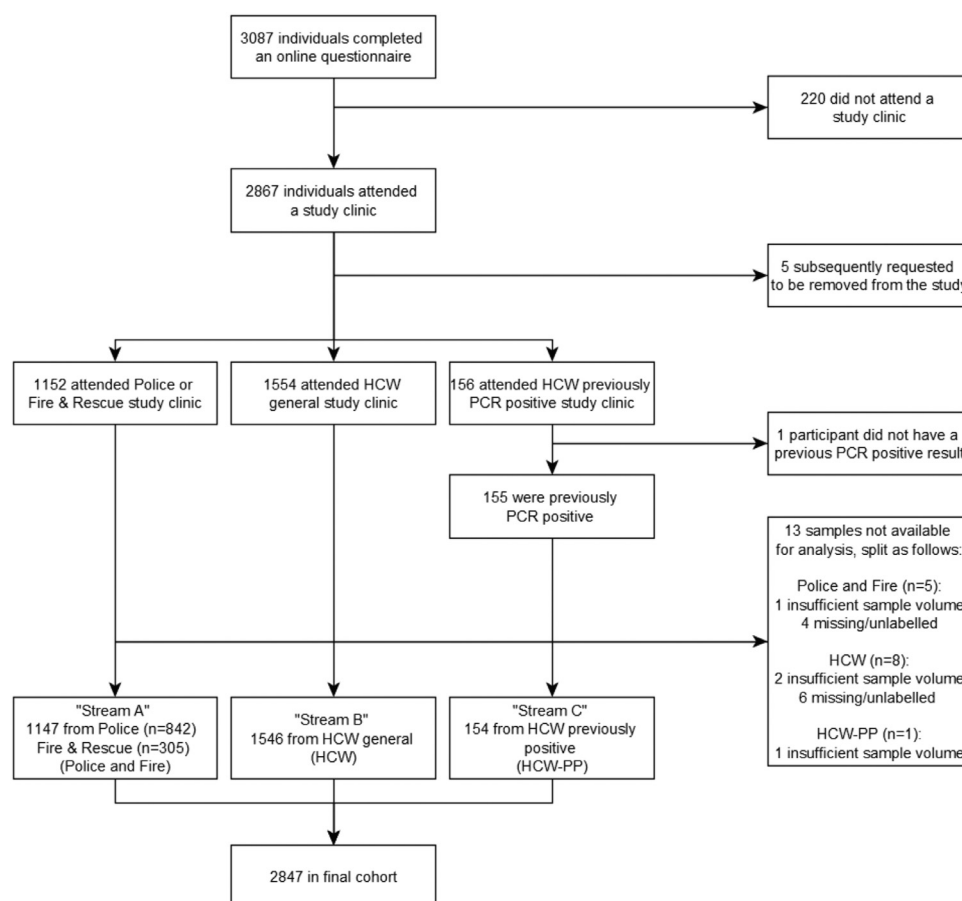 3087 individuals completed
an online questionnaire
220 did not attend a
study clinic
2867 individuals attended
a study clinic
5 subsequently requested
to be removed from the study
1152 attended Police or
Fire & Rescue study clinic
1554 attended HCW
general study clinic
156 attended HCW previously
PCR positive study clinic
1 participant did not have a
previous PCR positive result
155 were previously
PCR positive
13 samples not available
for analysis, split as follows:
Police and Fire (n=5):
1 insufficient sample volume
4 missing/unlabelled
HCW (n=8):
2 insufficient sample volume
6 missing/unlabelled
HCW-PP (n=1):
1 insufficient sample volume
"Stream A"
1147 from Police (n=842)
Fire & Rescue (n=305)
(Police and Fire)
"Stream B"
1546 from HCW general
(HCW)
"Stream C"
154 from HCW previously
positive
(HCW-PP)
2847 in final cohort